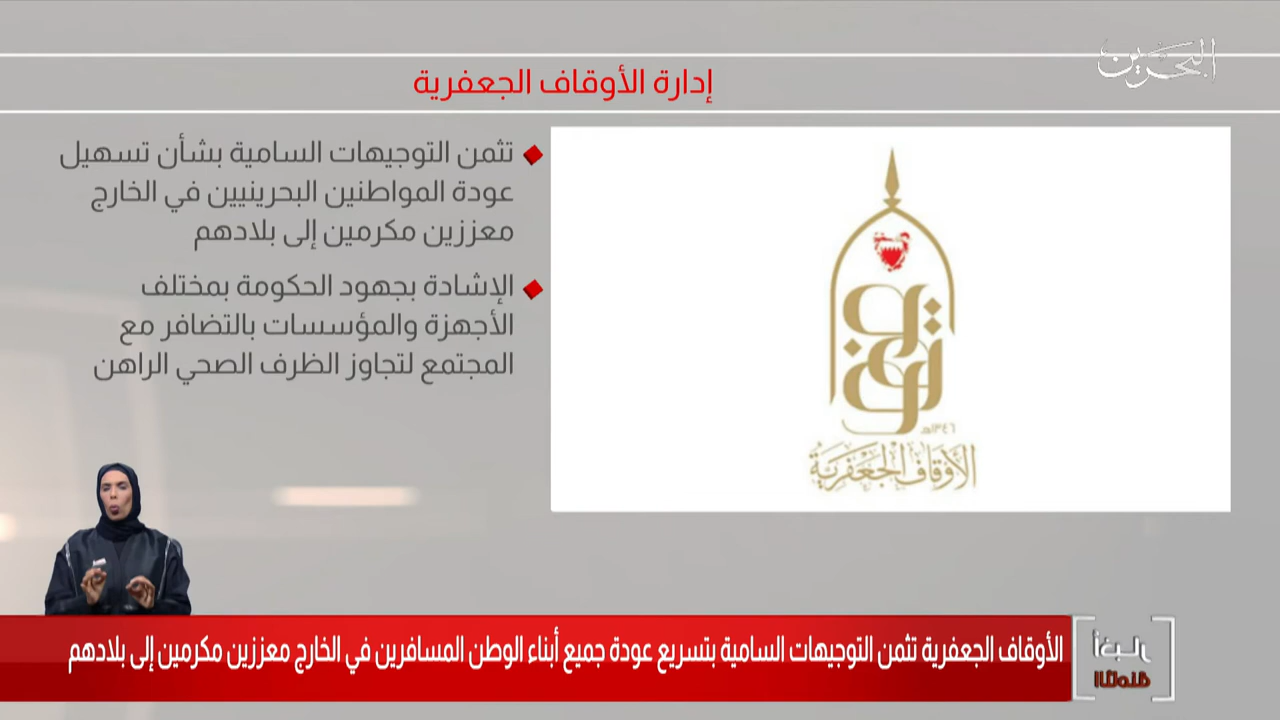 البحرين
إدارة الأوقاف الجعفرية
تثمن التوجيهات السامية بشأن تسهيل
عودة المواطنين البحرينيين في الخارج
معززين مكرمين إلى بلادهم
الإشادة بجهود الحكومة بمختلف
الأجهزة والمؤسسات بالتضافر مع
المجتمع لتجاوز الظرف الصحي الراهن
١٣٤٦هـ
الأوقاف الجعفرية
الأوقاف الجعفرية تثمن التوجيهات السامية بتسريع عودة جميع أبناء الوطن المسافرين في الخارج معززين مكرمين إلى بلادهم